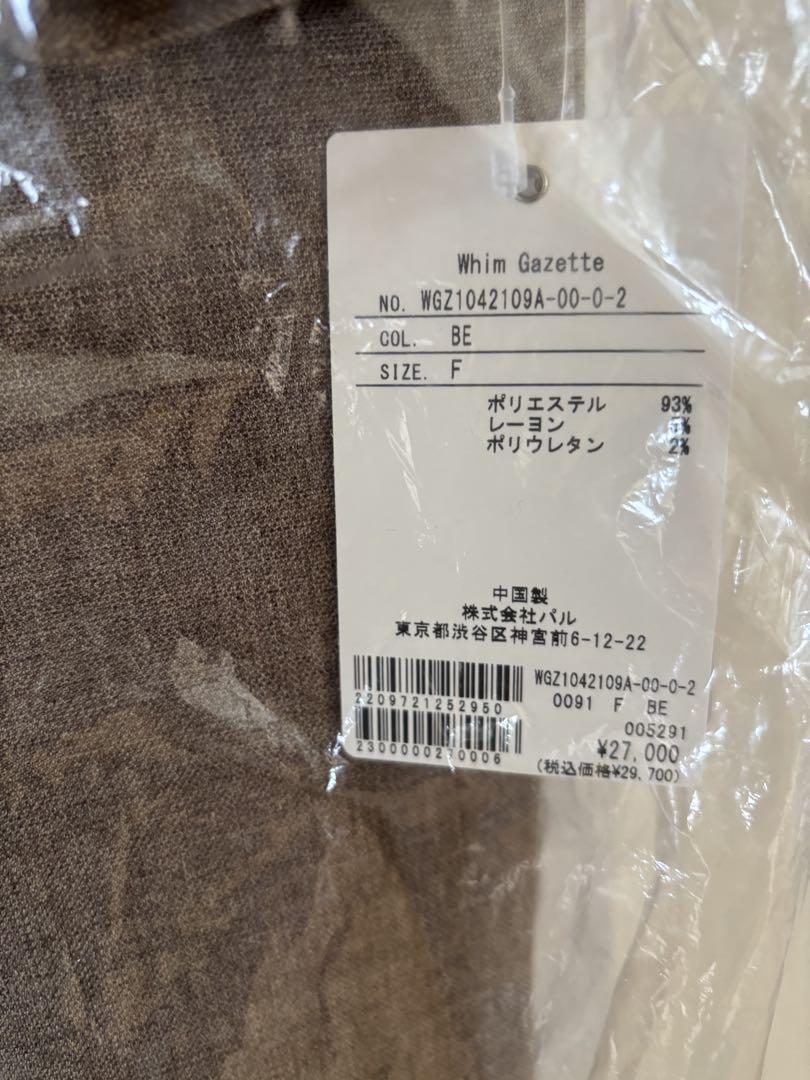 Whim Gazette
NO. WGZ1042109A-00-0-2
COL. BE
SIZE. F
ポリエステル 93%
レーヨン 5%
ポリウレタン 2%
中国製
株式会社パル
東京都渋谷区神宮前6-12-22
WGZ1042109A-00-0-2
2209721252950
0091 F BE
005291
¥27,000
2300000270006
(税込価格¥29,700)